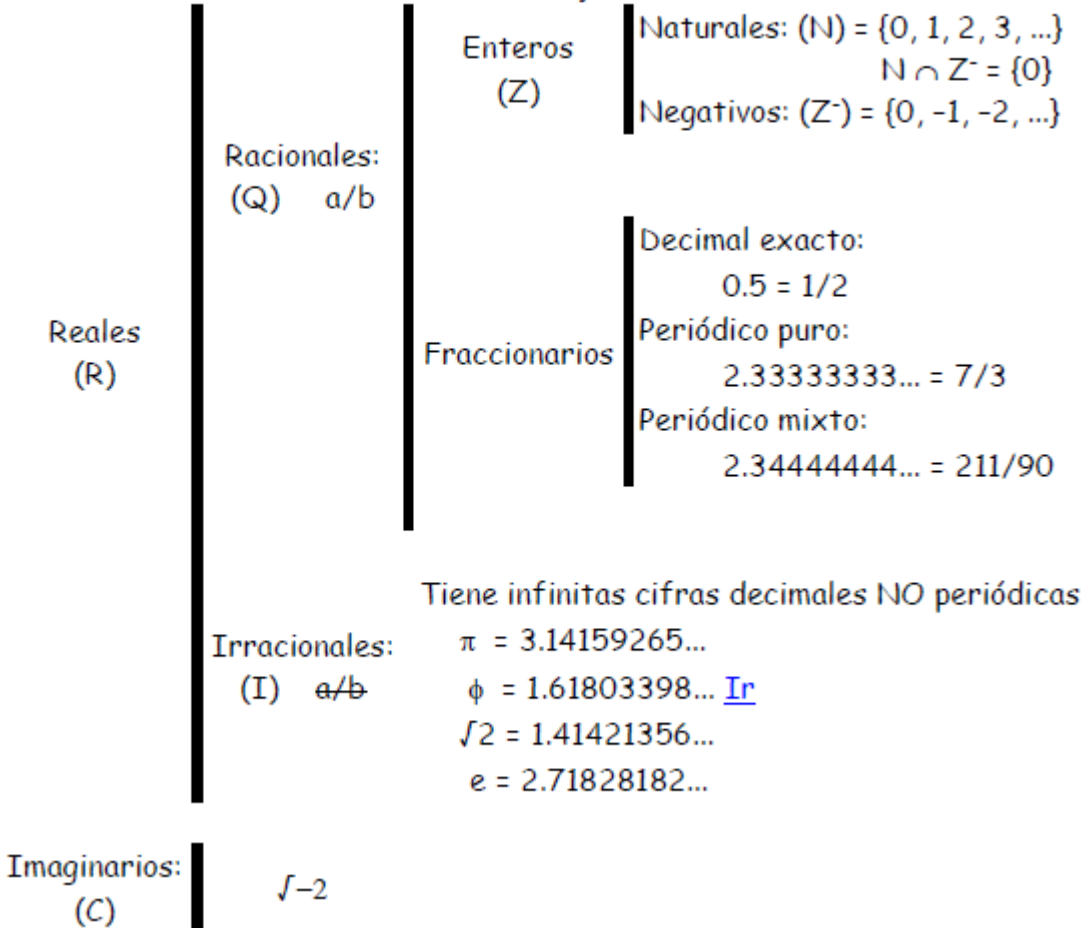 Reales
(R)
Racionales:
(Q) a/b
Enteros
(Z)
Naturales: (N) = {0, 1, 2, 3, ...}
N ∩ Z⁻ = {0}
Negativos: (Z⁻) = {0, -1, -2, ...}
Fraccionarios
Decimal exacto:
0.5 = 1/2
Periódico puro:
2.33333333... = 7/3
Periódico mixto:
2.34444444... = 211/90
Irracionales:
(I) a/b
Tiene infinitas cifras decimales NO periódicas
π = 3.14159265...
ϕ = 1.61803398... Ir
√2 = 1.41421356...
e = 2.71828182...
Imaginarios:
(C)
√−2